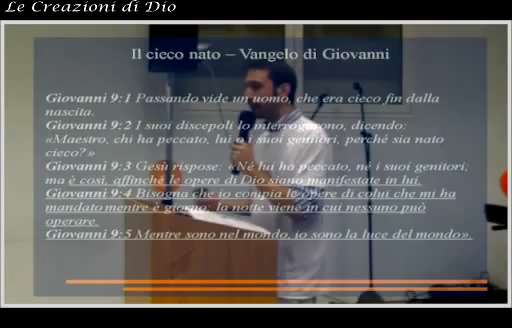 Le Creazioni di Dio
Il cieco nato – Vangelo di Giovanni
Giovanni 9:1 Passando vide un uomo, che era cieco fin dalla
nascita.
Giovanni 9:2 I suoi discepoli lo interrogarono, dicendo:
«Maestro, chi ha peccato, lui o i suoi genitori, perché sia nato
cieco?»
Giovanni 9:3 Gesù rispose: «Né lui ha peccato, né i suoi genitori;
ma è così, affinché le opere di Dio siano manifestate in lui.
Giovanni 9:4 Bisogna che io compia le opere di colui che mi ha
mandato mentre è giorno; la notte viene in cui nessuno può
operare.
Giovanni 9:5 Mentre sono nel mondo, io sono la luce del mondo».